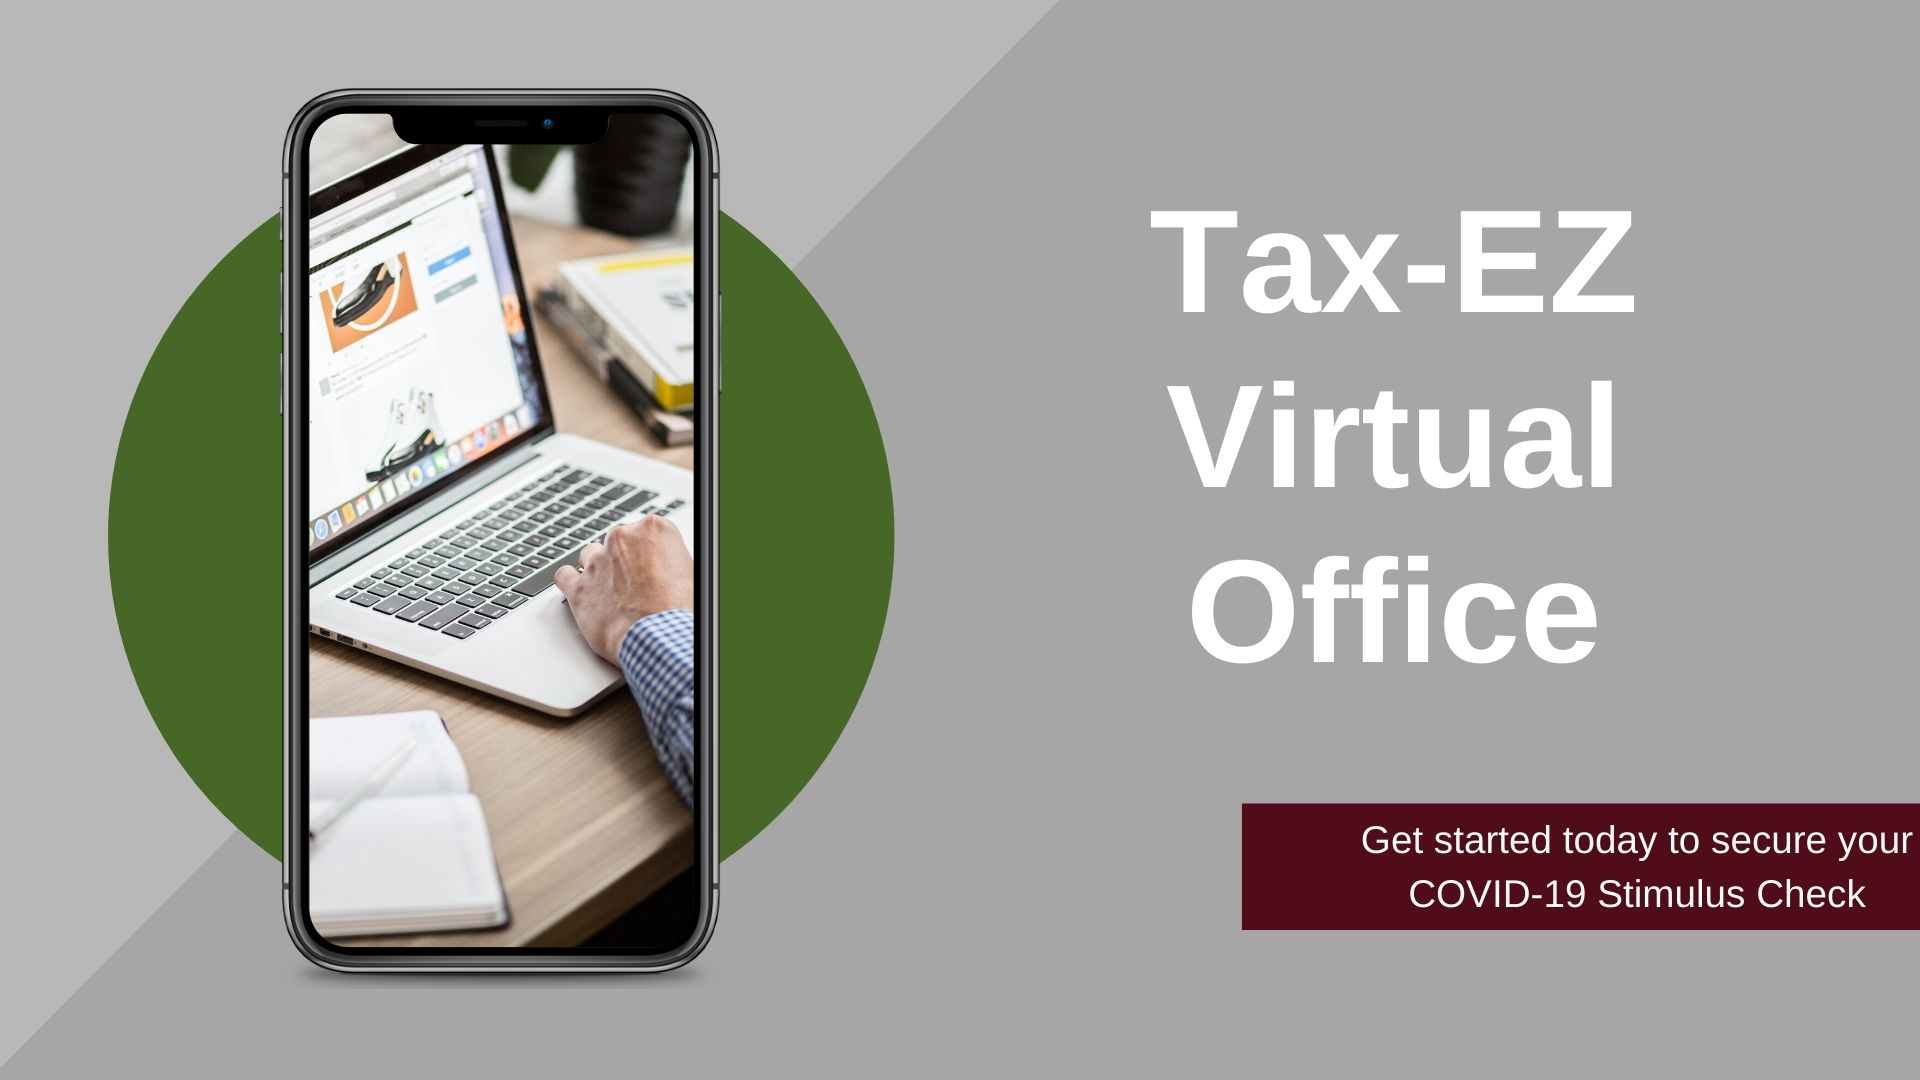 Tax-EZ
Virtual
Office
Get started today to secure your
COVID-19 Stimulus Check